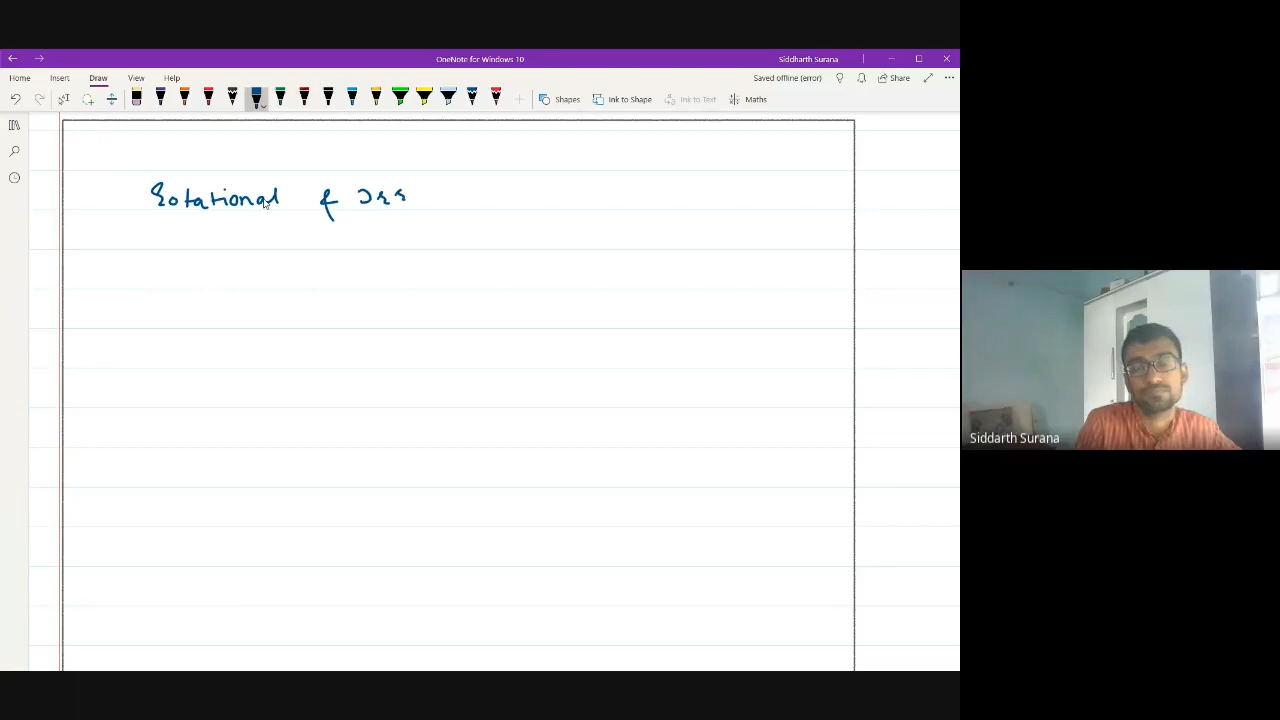 OneNote for Windows 10
Siddharth Surana
Home Insert Draw View Help
Saved offline (error) Share
Shapes Ink to Shape Ink to Text Maths
Rotational & Irr
Siddarth Surana